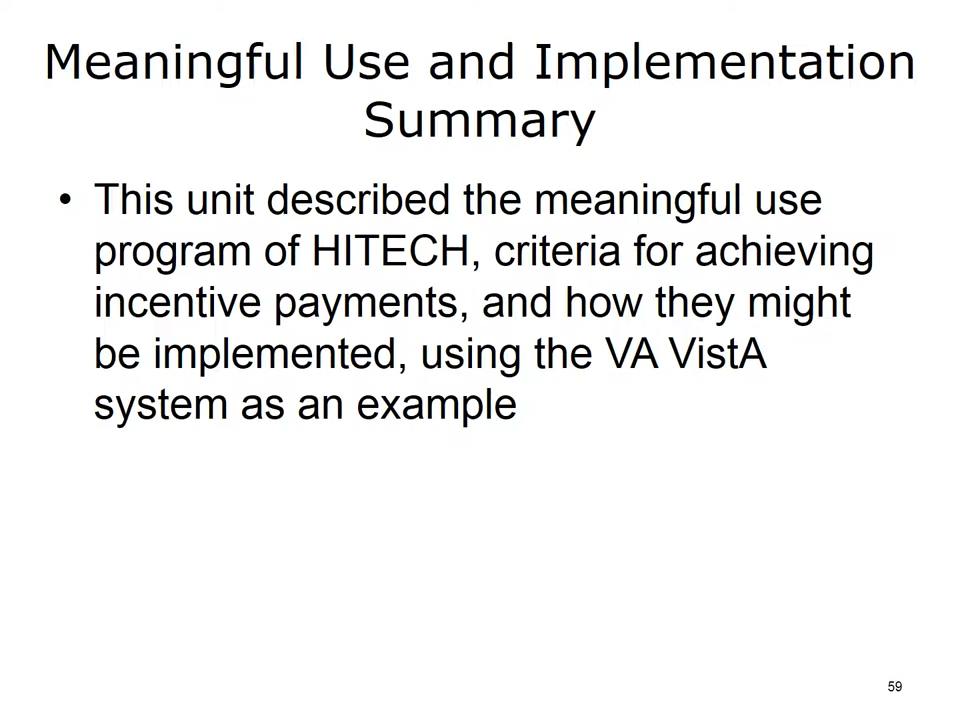 Meaningful Use and Implementation
Summary
• This unit described the meaningful use
program of HITECH, criteria for achieving
incentive payments, and how they might
be implemented, using the VA VistA
system as an example
59